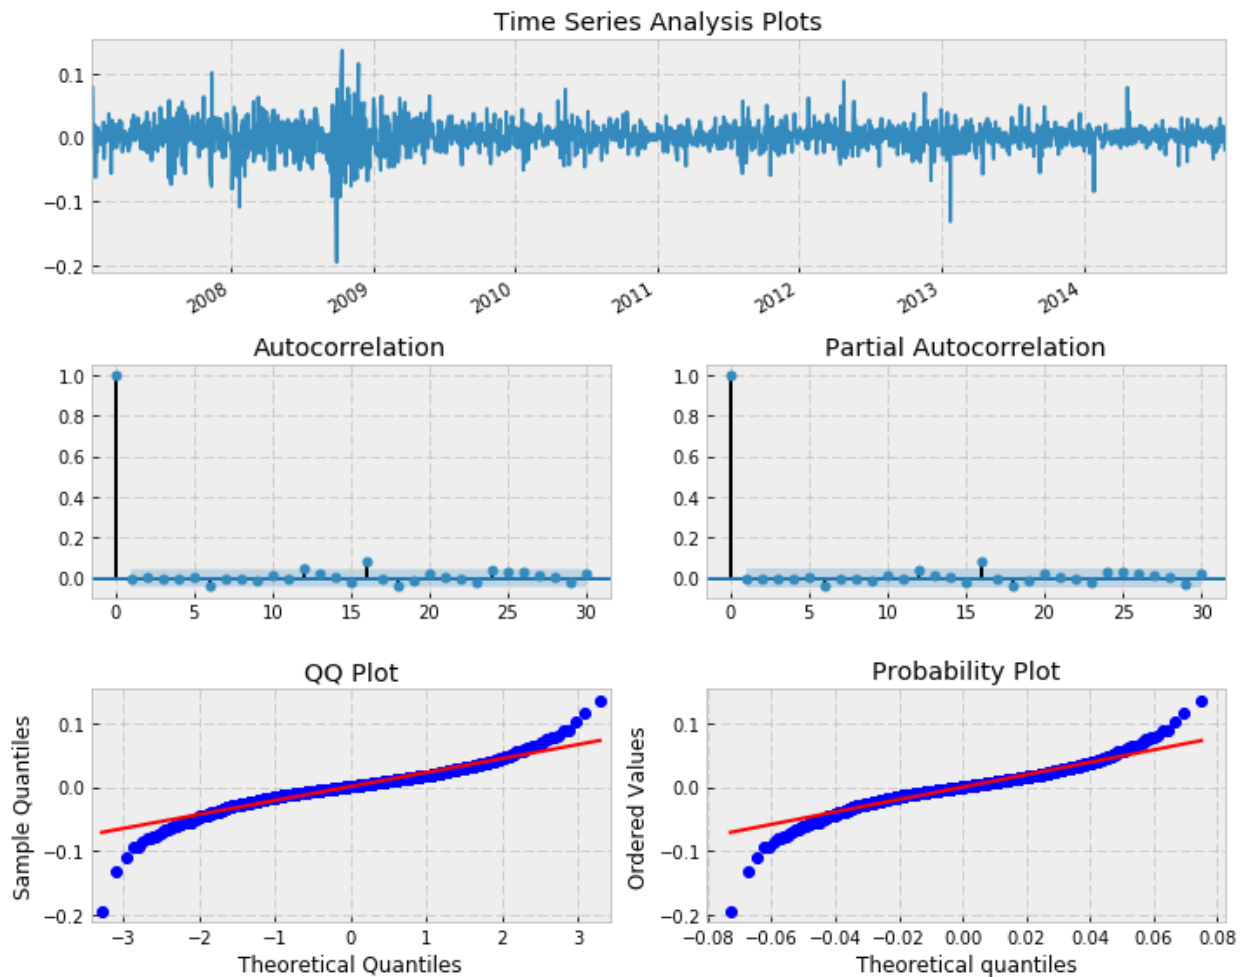 Time Series Analysis Plots
0.1
0.0
−0.1
−0.2
2008 2009 2010 2011 2012 2013 2014
Autocorrelation Partial Autocorrelation
1.0 1.0
0.8 0.8
0.6 0.6
0.4 0.4
0.2 0.2
0.0 0.0
0 5 10 15 20 25 30 0 5 10 15 20 25 30
QQ Plot Probability Plot
Sample Quantiles Ordered Values
0.1 0.1
0.0 0.0
−0.1 −0.1
−0.2 −0.2
−3 −2 −1 0 1 2 3 −0.08 −0.06 −0.04 −0.02 0.00 0.02 0.04 0.06 0.08
Theoretical Quantiles Theoretical quantiles